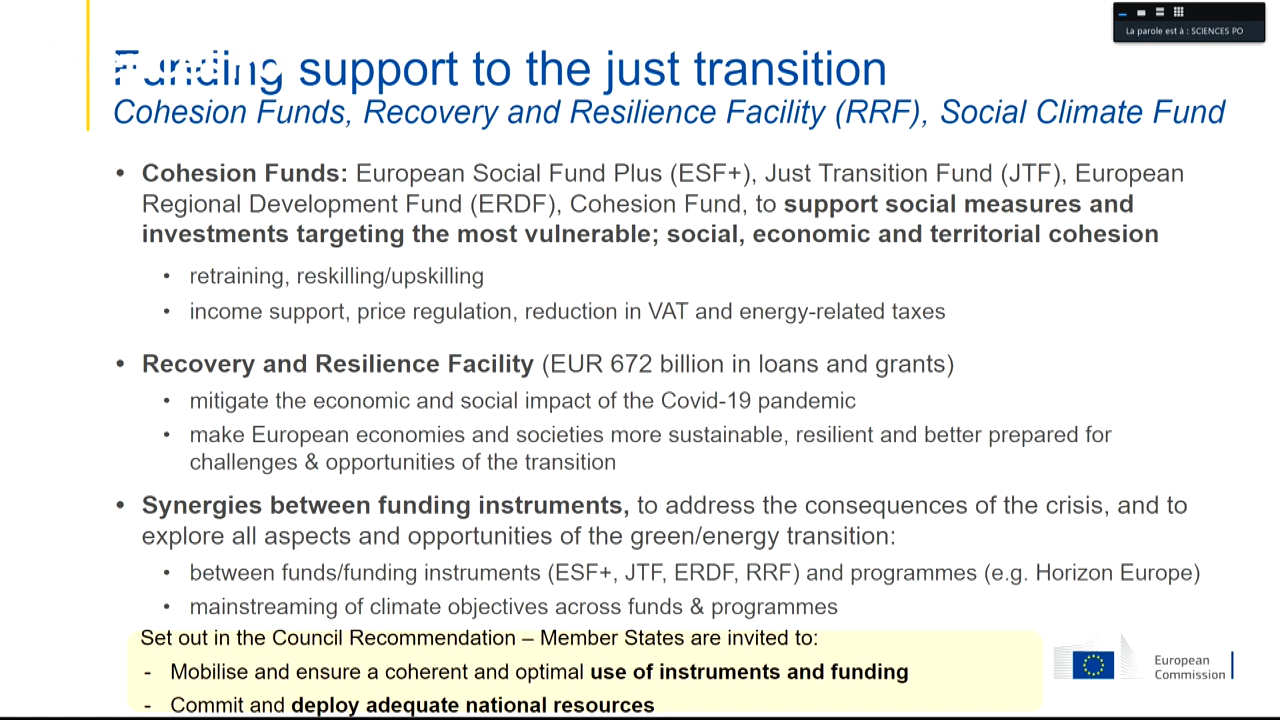 La parole est à : SCIENCES PO
Funding support to the just transition
Cohesion Funds, Recovery and Resilience Facility (RRF), Social Climate Fund
• Cohesion Funds: European Social Fund Plus (ESF+), Just Transition Fund (JTF), European
Regional Development Fund (ERDF), Cohesion Fund, to support social measures and
investments targeting the most vulnerable; social, economic and territorial cohesion
• retraining, reskilling/upskilling
• income support, price regulation, reduction in VAT and energy-related taxes
• Recovery and Resilience Facility (EUR 672 billion in loans and grants)
• mitigate the economic and social impact of the Covid-19 pandemic
• make European economies and societies more sustainable, resilient and better prepared for
challenges & opportunities of the transition
• Synergies between funding instruments, to address the consequences of the crisis, and to
explore all aspects and opportunities of the green/energy transition:
• between funds/funding instruments (ESF+, JTF, ERDF, RRF) and programmes (e.g. Horizon Europe)
• mainstreaming of climate objectives across funds & programmes
Set out in the Council Recommendation – Member States are invited to:
- Mobilise and ensure a coherent and optimal use of instruments and funding
- Commit and deploy adequate national resources
European
Commission